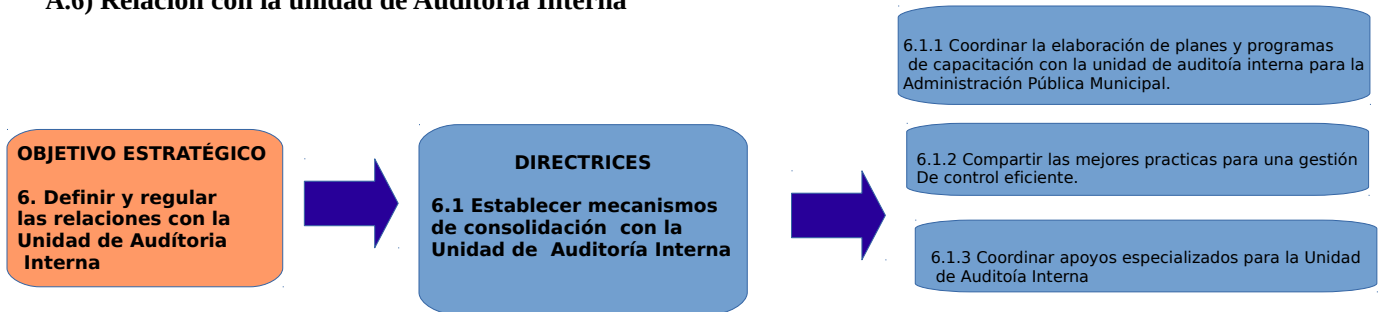 A.6) Relación con la unidad de Auditoría Interna
OBJETIVO ESTRATÉGICO
6. Definir y regular
las relaciones con la
Unidad de Audítoria
Interna
DIRECTRICES
6.1 Establecer mecanismos
de consolidación con la
Unidad de Auditoría Interna
6.1.1 Coordinar la elaboración de planes y programas
de capacitación con la unidad de auditoía interna para la
Administración Pública Municipal.
6.1.2 Compartir las mejores practicas para una gestión
De control eficiente.
6.1.3 Coordinar apoyos especializados para la Unidad
de Auditoía Interna